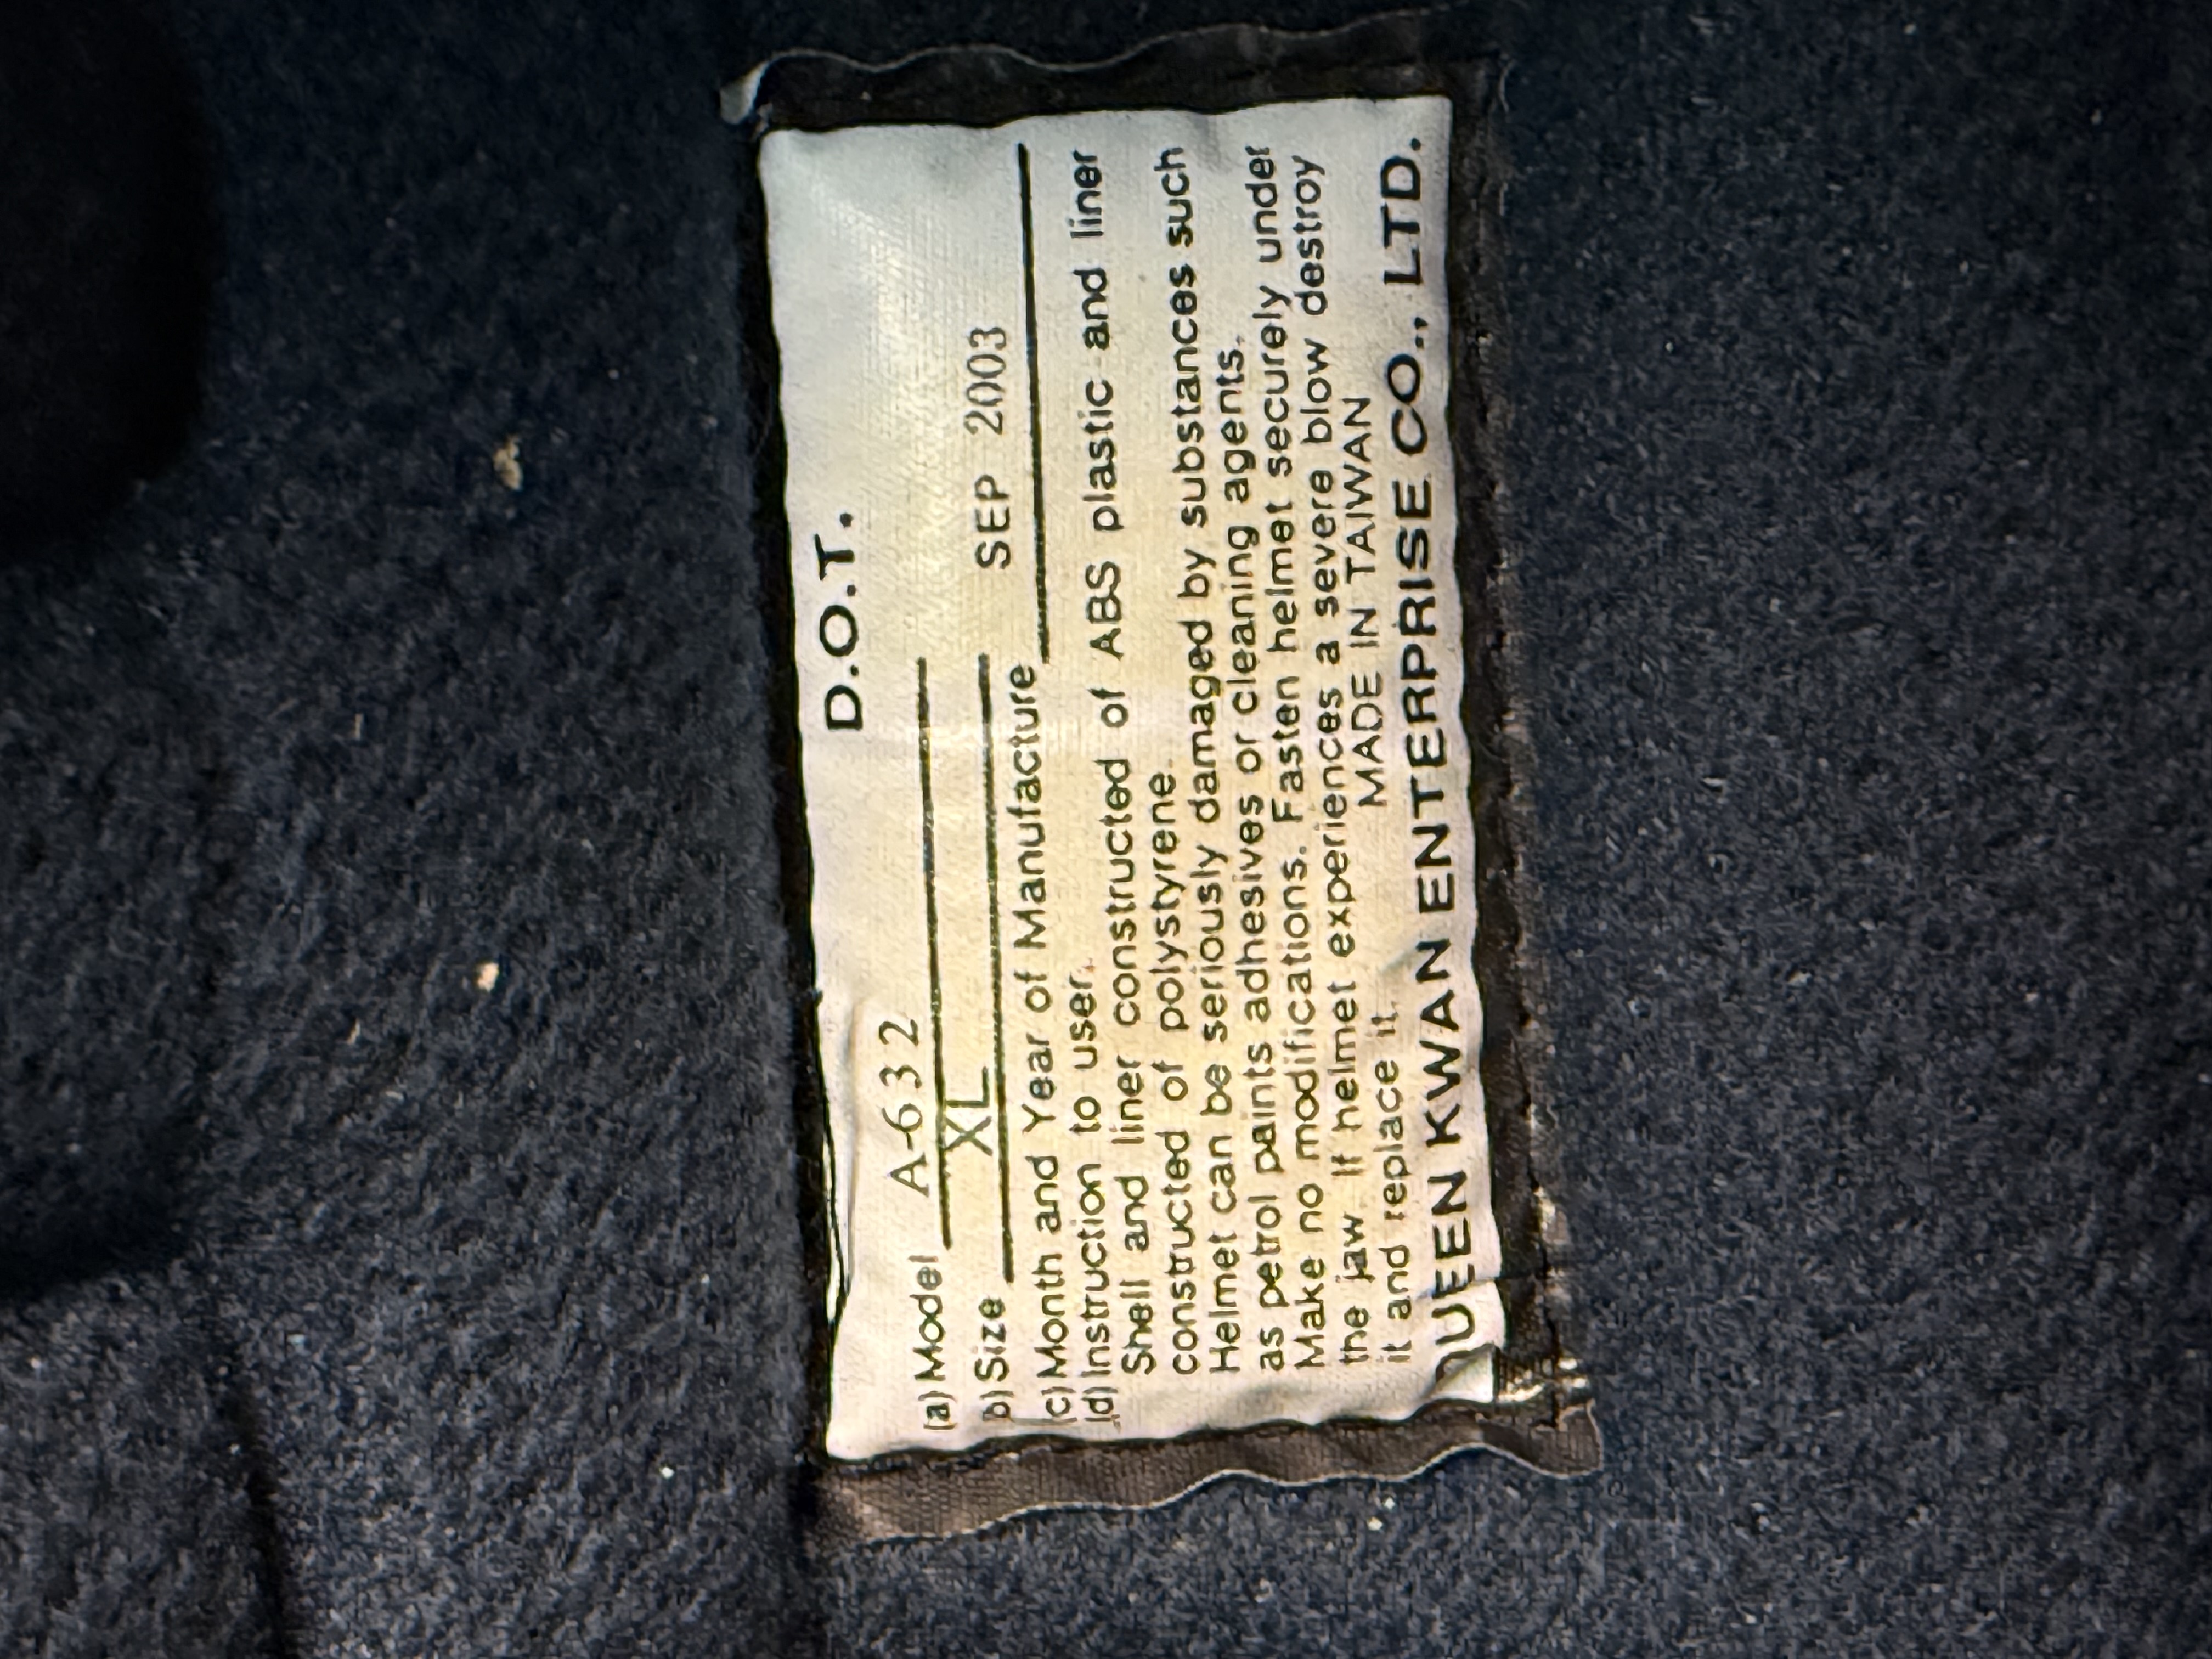 D.O.T.
(a) Model A-632
b) Size XL
(c) Month and Year of Manufacture SEP 2003
(d) Instruction to user.
Shell and liner constructed of ABS plastic and liner
constructed of polystyrene.
Helmet can be seriously damaged by substances such
as petrol paints adhesives or cleaning agents.
Make no modifications. Fasten helmet securely under
the jaw. If helmet experiences a severe blow destroy
it and replace it.
MADE IN TAIWAN
QUEEN KWAN ENTERPRISE CO., LTD.